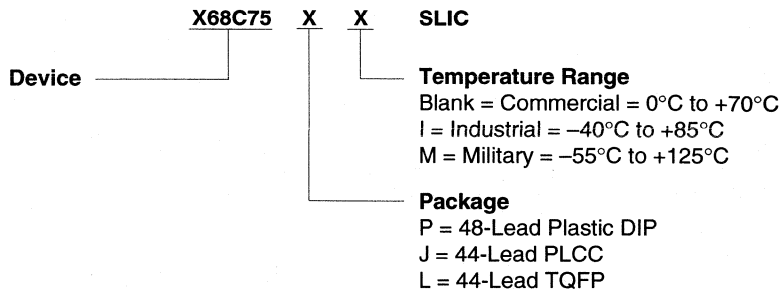 X68C75 X X SLIC
Device
Temperature Range
Blank = Commercial = 0°C to +70°C
I = Industrial = –40°C to +85°C
M = Military = –55°C to +125°C
Package
P = 48-Lead Plastic DIP
J = 44-Lead PLCC
L = 44-Lead TQFP